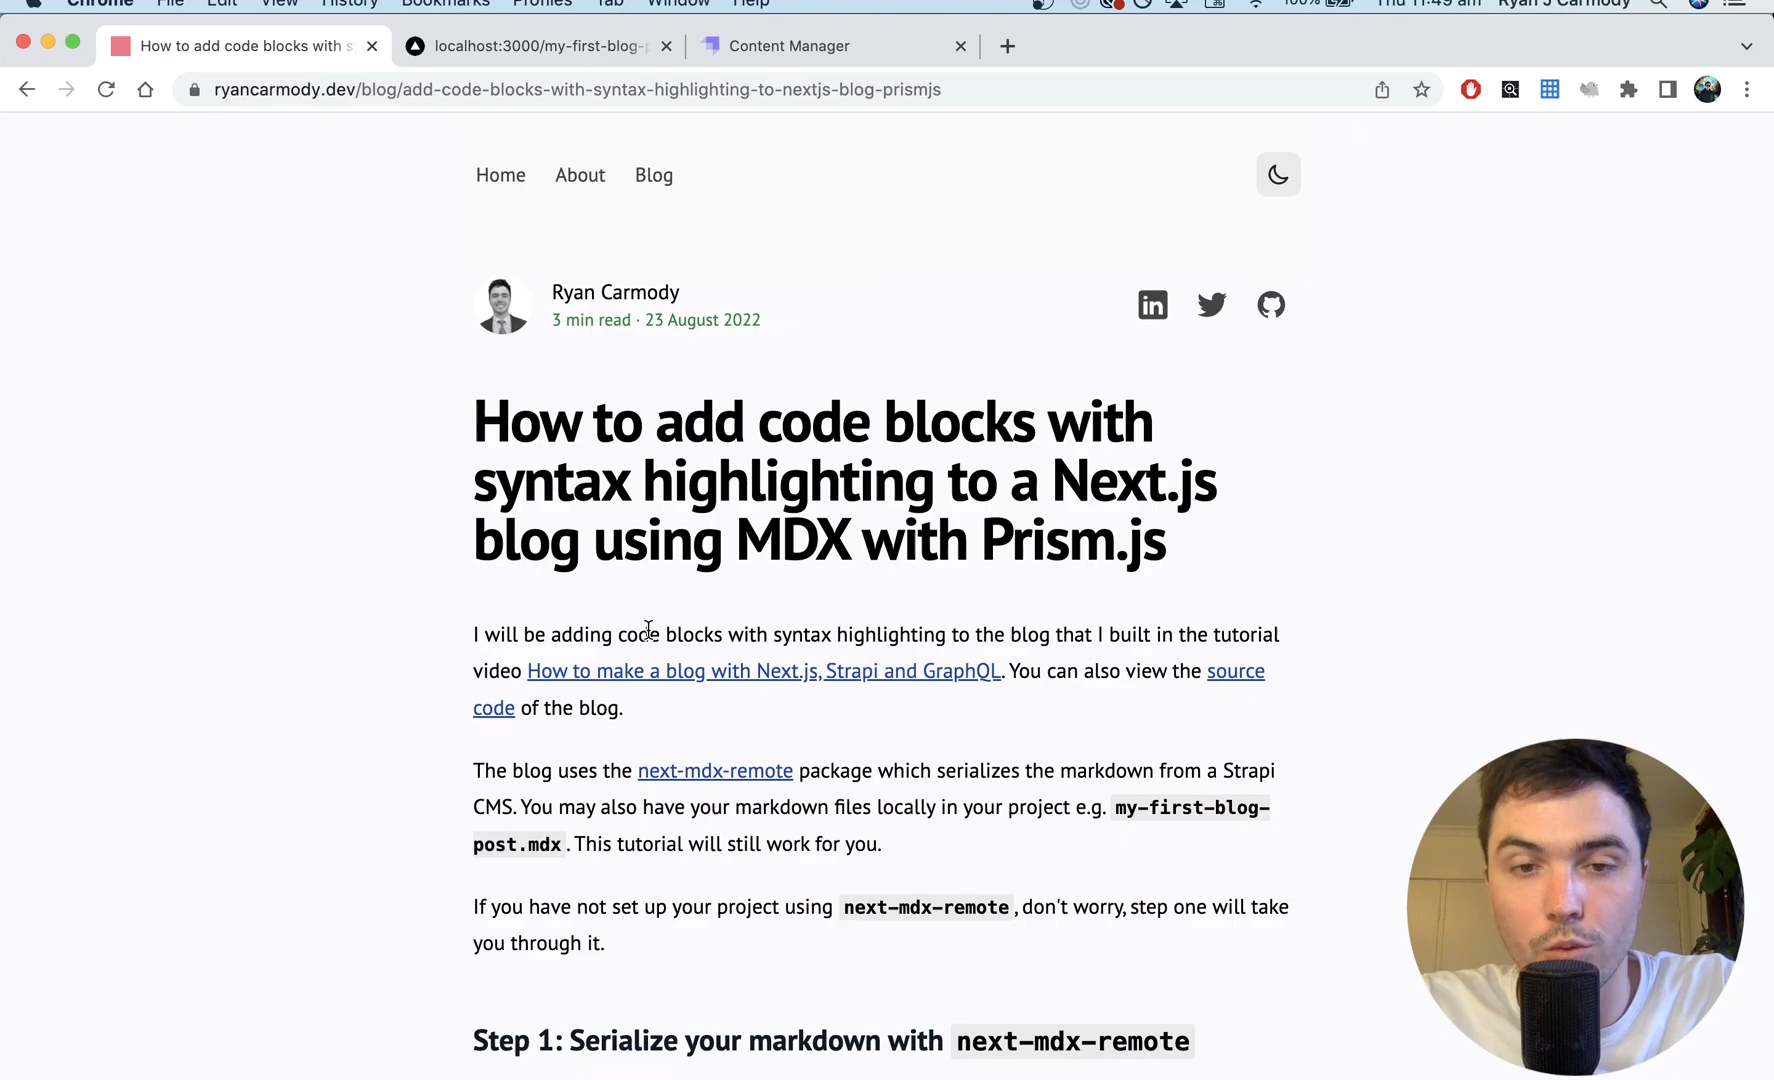 Chrome File Edit View History Bookmarks Profiles Tab Window Help 100% Thu 11:49 am Ryan J Carmody
How to add code blocks with s localhost:3000/my-first-blog-p Content Manager
ryancarmody.dev/blog/add-code-blocks-with-syntax-highlighting-to-nextjs-blog-prismjs
Home About Blog
Ryan Carmody
3 min read · 23 August 2022
How to add code blocks with
syntax highlighting to a Next.js
blog using MDX with Prism.js
I will be adding code blocks with syntax highlighting to the blog that I built in the tutorial
video How to make a blog with Next.js, Strapi and GraphQL. You can also view the source
code of the blog.
The blog uses the next-mdx-remote package which serializes the markdown from a Strapi
CMS. You may also have your markdown files locally in your project e.g. my-first-blog-
post.mdx. This tutorial will still work for you.
If you have not set up your project using next-mdx-remote, don't worry, step one will take
you through it.
Step 1: Serialize your markdown with next-mdx-remote